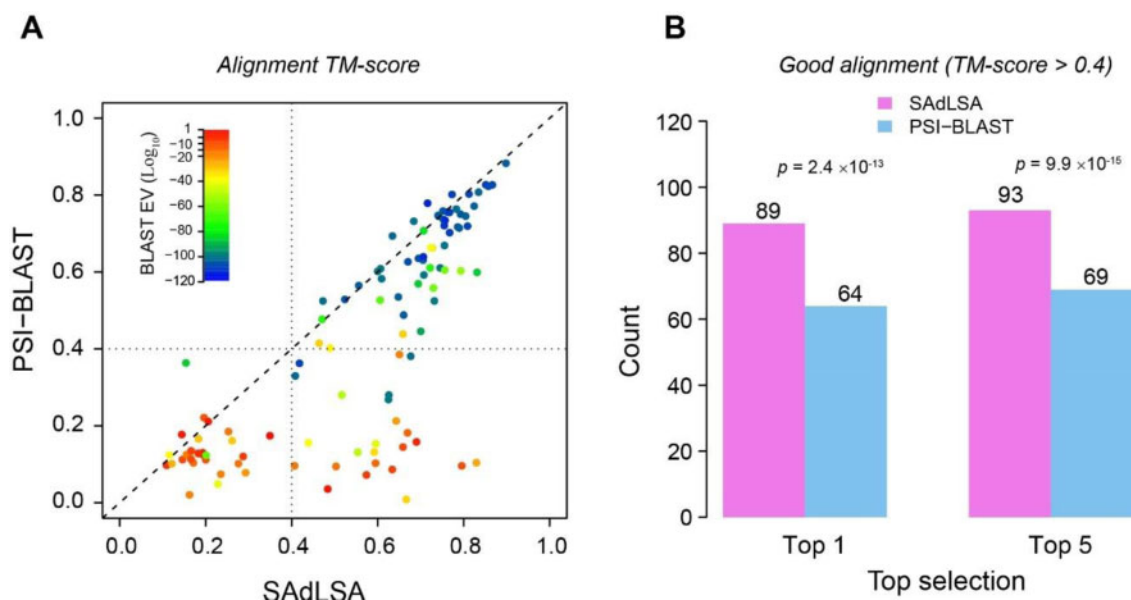 A
Alignment TM-score
1.0
0.8
0.6
0.4
0.2
0.0
PSI−BLAST
BLAST EV (Log10)
1
−10
−20
−40
−60
−80
−100
−120
0.0 0.2 0.4 0.6 0.8 1.0
SAdLSA
B
Good alignment (TM-score > 0.4)
SAdLSA
PSI−BLAST
120
100
80
60
40
20
0
Count
p = 2.4 ×10-13
p = 9.9 ×10-15
89
64
93
69
Top 1 Top 5
Top selection